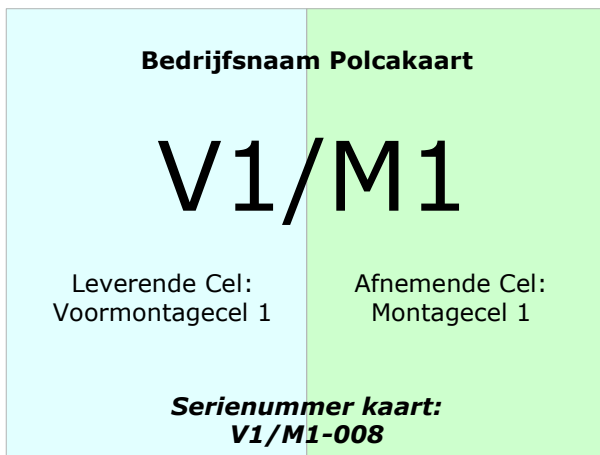 Bedrijfsnaam Polcakaart
V1/M1
Leverende Cel:
Voormontagecel 1
Afnemende Cel:
Montagecel 1
Serienummer kaart:
V1/M1-008